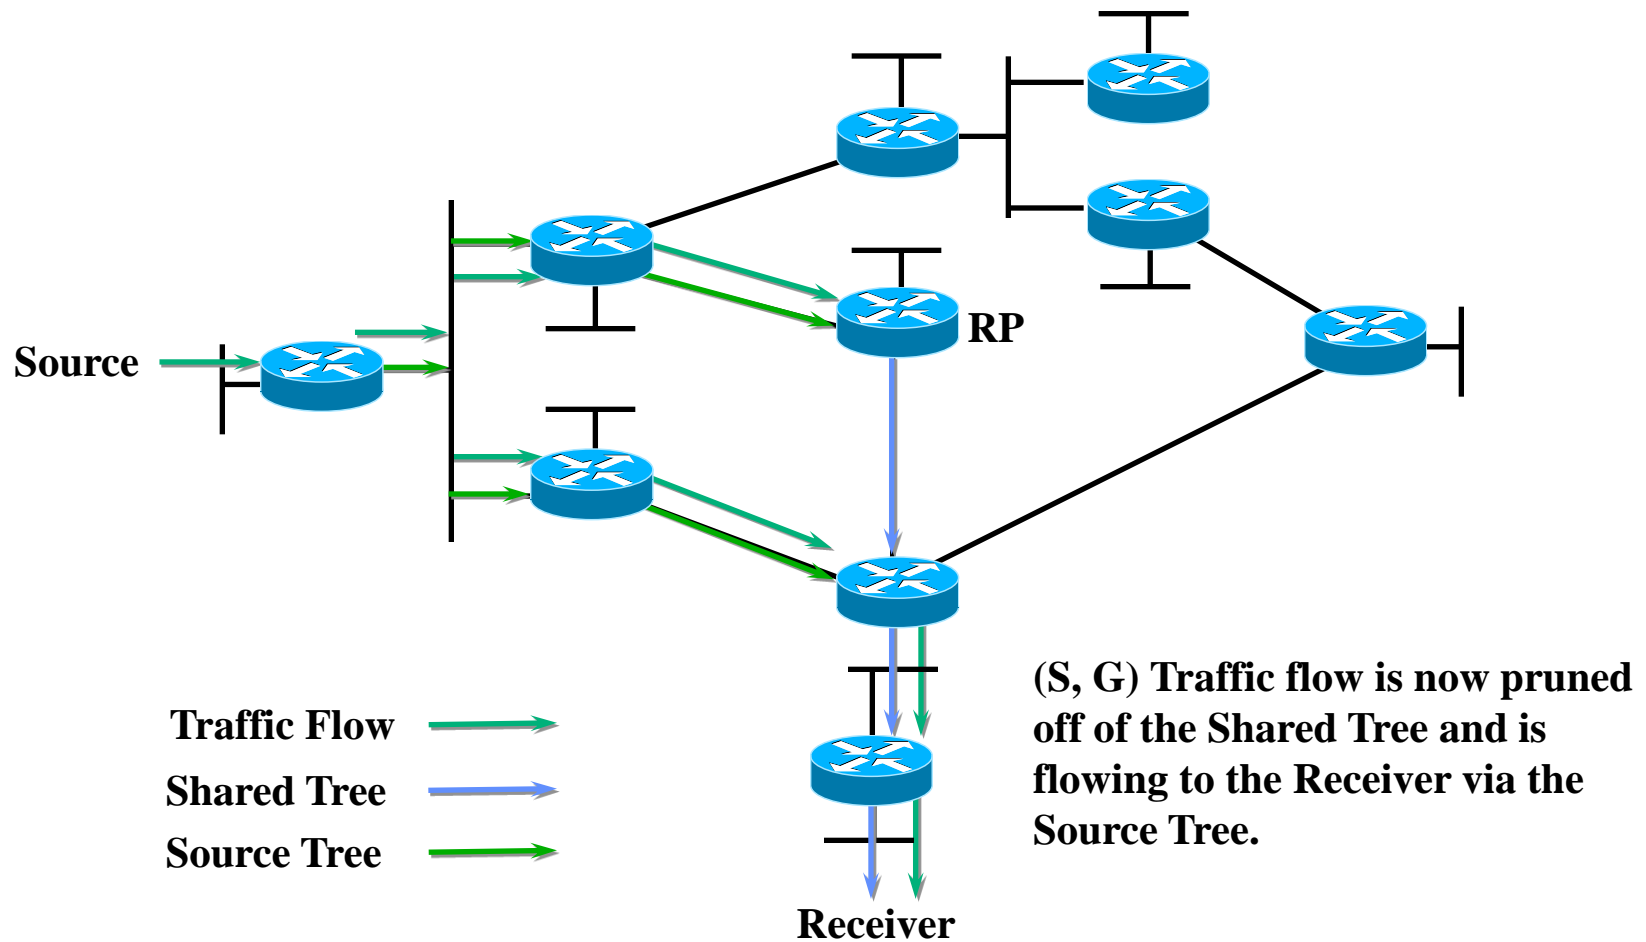 RP
Source
(S, G) Traffic flow is now pruned
off of the Shared Tree and is
flowing to the Receiver via the
Source Tree.
Traffic Flow
Shared Tree
Source Tree
Receiver